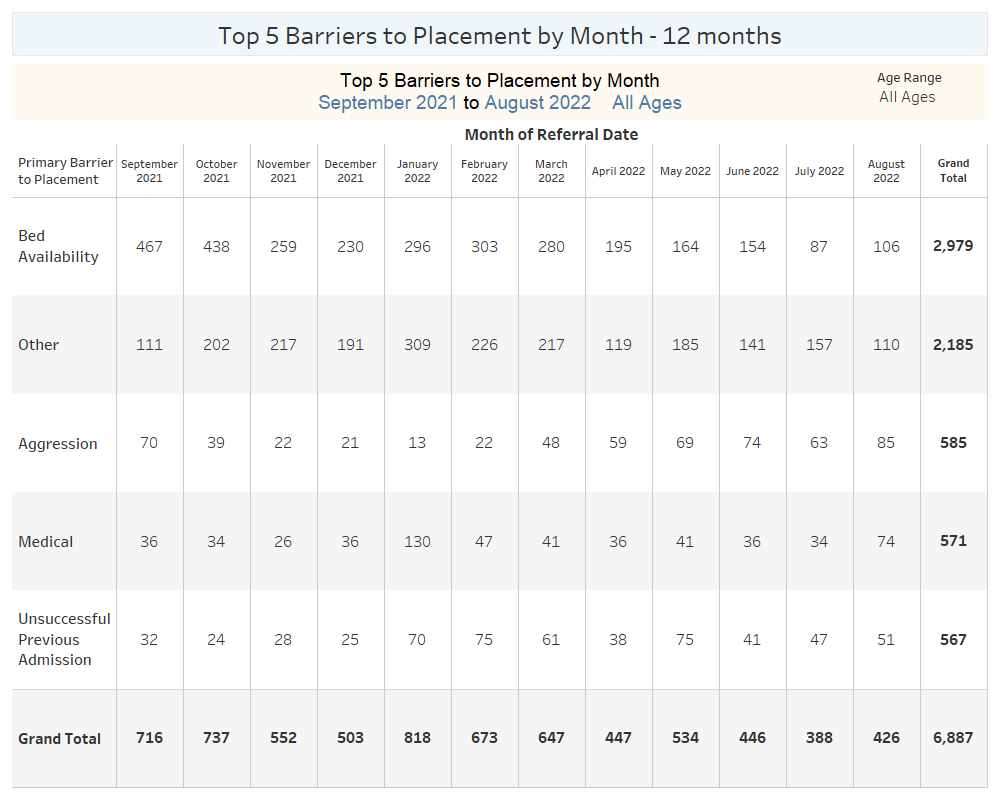 Top 5 Barriers to Placement by Month - 12 months
Top 5 Barriers to Placement by Month
September 2021 to August 2022 All Ages
Age Range
All Ages
Month of Referral Date
Primary Barrier to Placement September 2021 October 2021 November 2021 December 2021 January 2022 February 2022 March 2022 April 2022 May 2022 June 2022 July 2022 August 2022 Grand Total
Bed Availability 467 438 259 230 296 303 280 195 164 154 87 106 2,979
Other 111 202 217 191 309 226 217 119 185 141 157 110 2,185
Aggression 70 39 22 21 13 22 48 59 69 74 63 85 585
Medical 36 34 26 36 130 47 41 36 41 36 34 74 571
Unsuccessful Previous Admission 32 24 28 25 70 75 61 38 75 41 47 51 567
Grand Total 716 737 552 503 818 673 647 447 534 446 388 426 6,887